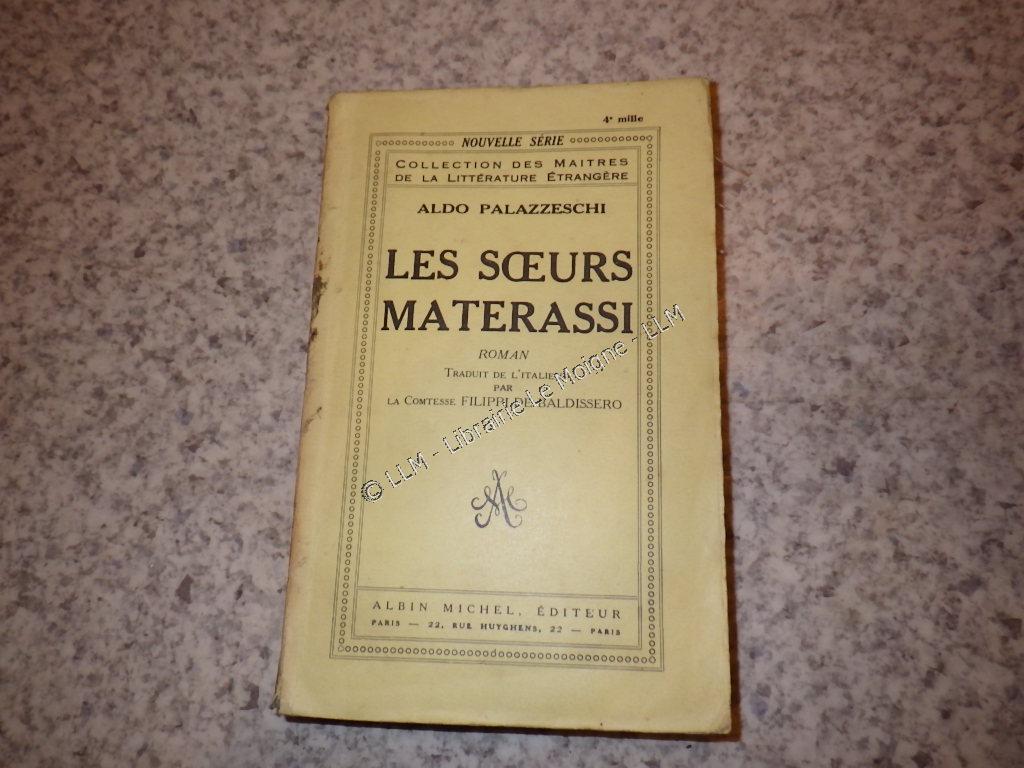 4e mille
NOUVELLE SÉRIE
COLLECTION DES MAITRES
DE LA LITTÉRATURE ÉTRANGÈRE
ALDO PALAZZESCHI
LES SŒURS
MATERASSI
ROMAN
TRADUIT DE L'ITALIEN
PAR
LA COMTESSE FILIPPI DE BALDISSERO
© LLM - Librairie Le Moigne - LLM
ALBIN MICHEL, ÉDITEUR
PARIS — 22, RUE HUYGHENS, 22 — PARIS